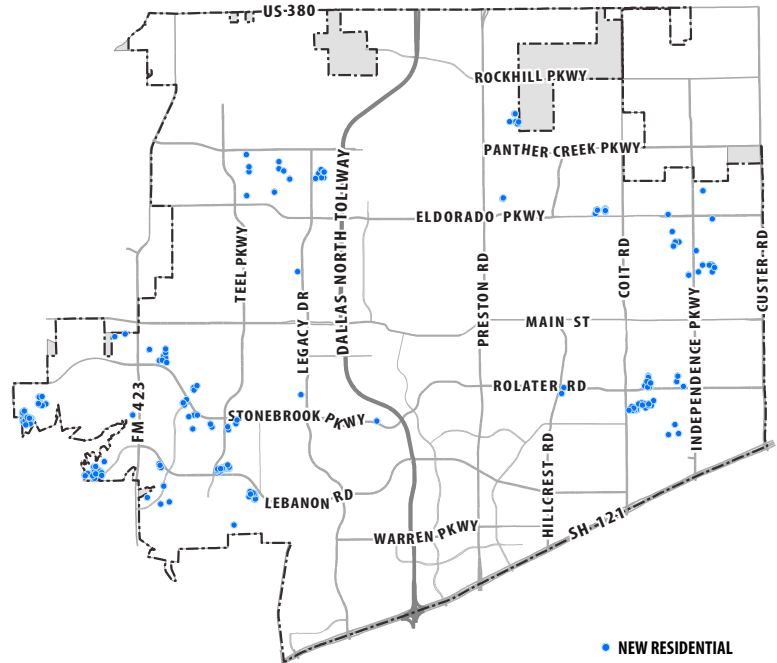 US-380
ROCKHILL PKWY
PANTHER CREEK PKWY
ELDORADO PKWY
TEEL PKWY
LEGACY DR
DALLAS NORTH TOLLWAY
PRESTON RD
COIT RD
INDEPENDENCE PKWY
CUSTER RD
MAIN ST
ROLATER RD
FM 423
STONEBROOK PKWY
HILLCREST RD
LEBANON RD
WARREN PKWY
SH-121
NEW RESIDENTIAL